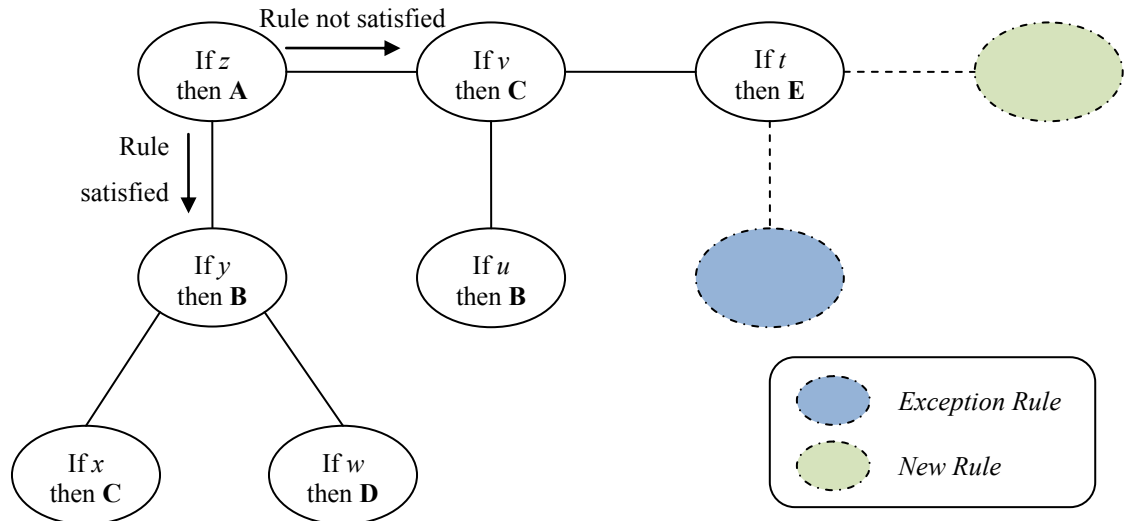 Rule not satisfied
If z
then A
If v
then C
If t
then E
Rule
satisfied
If y
then B
If u
then B
If x
then C
If w
then D
Exception Rule
New Rule